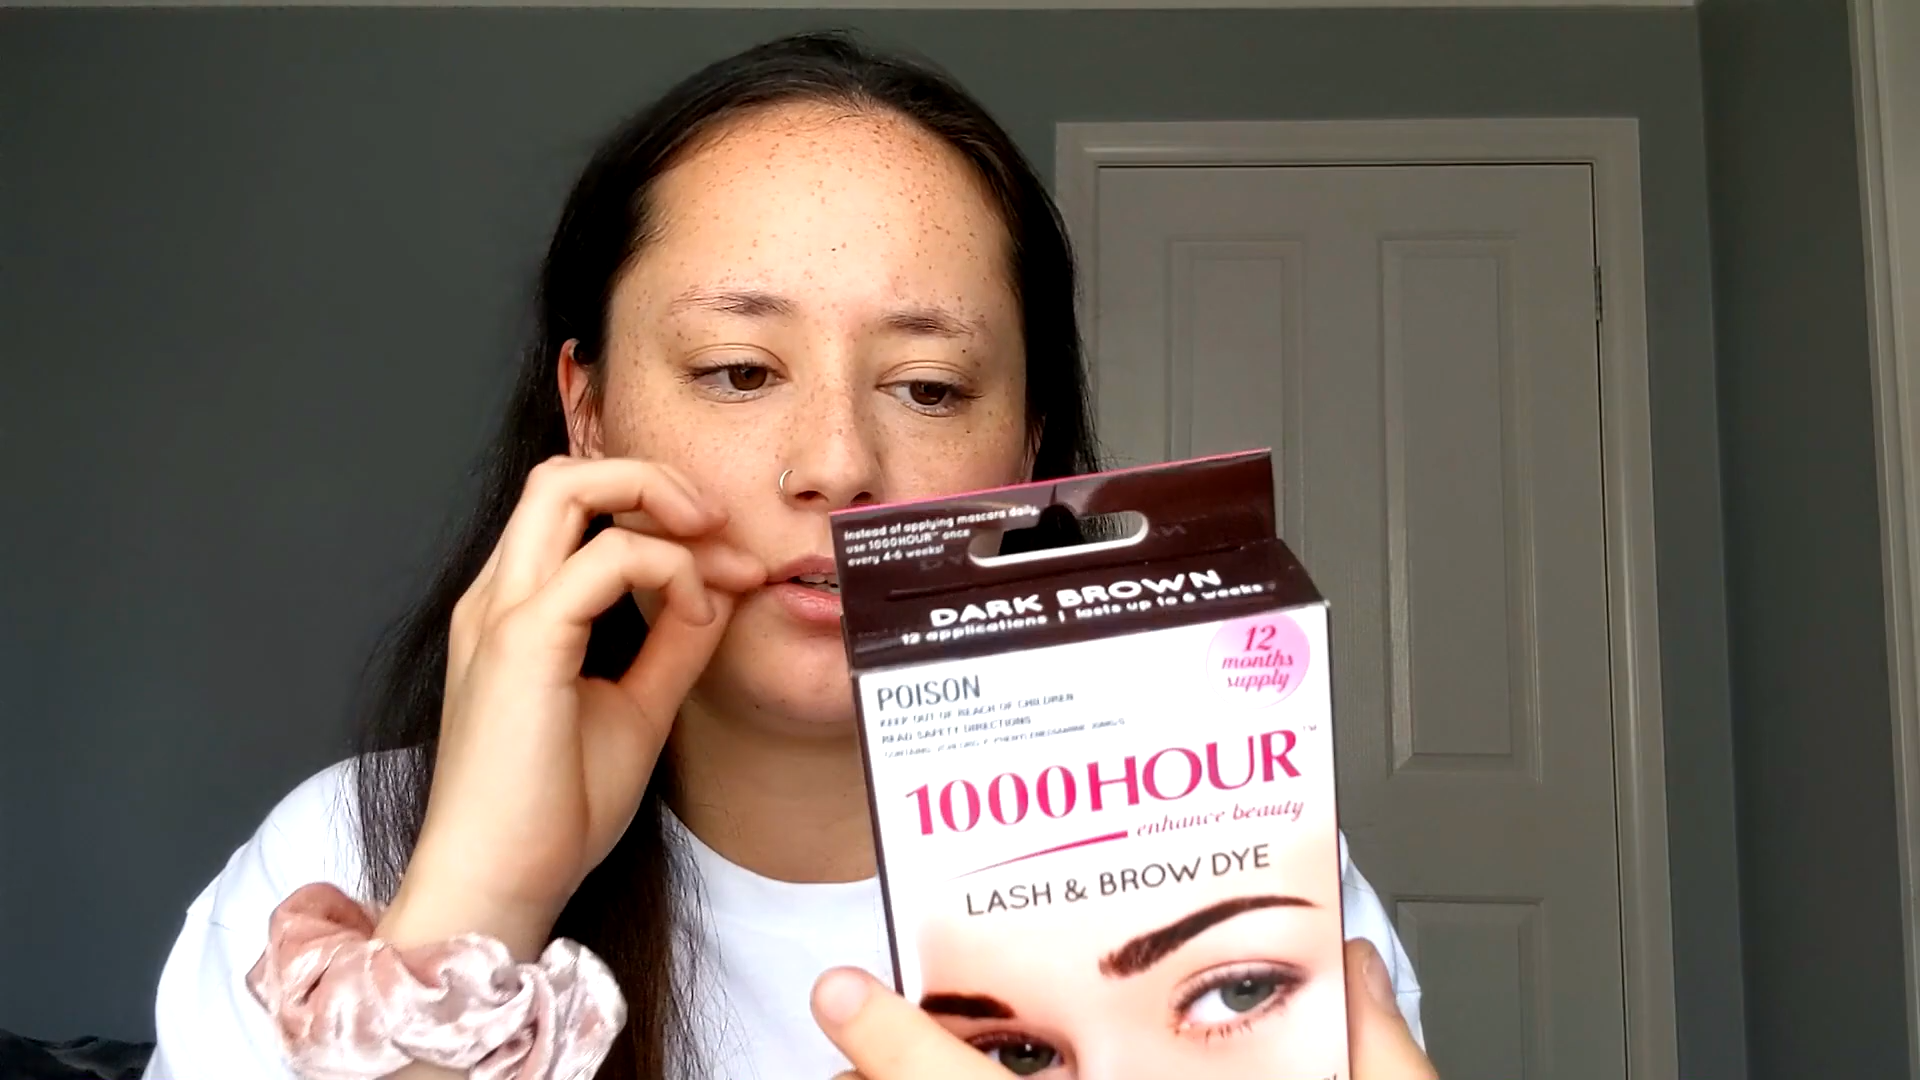 Instead of applying mascara daily,
use 1000HOUR™ once
every 4-6 weeks!
DARK BROWN
12 applications | lasts up to 6 weeks
12
months
supply
POISON
KEEP OUT OF REACH OF CHILDREN
READ SAFETY DIRECTIONS
1000HOUR™
enhance beauty
LASH & BROW DYE